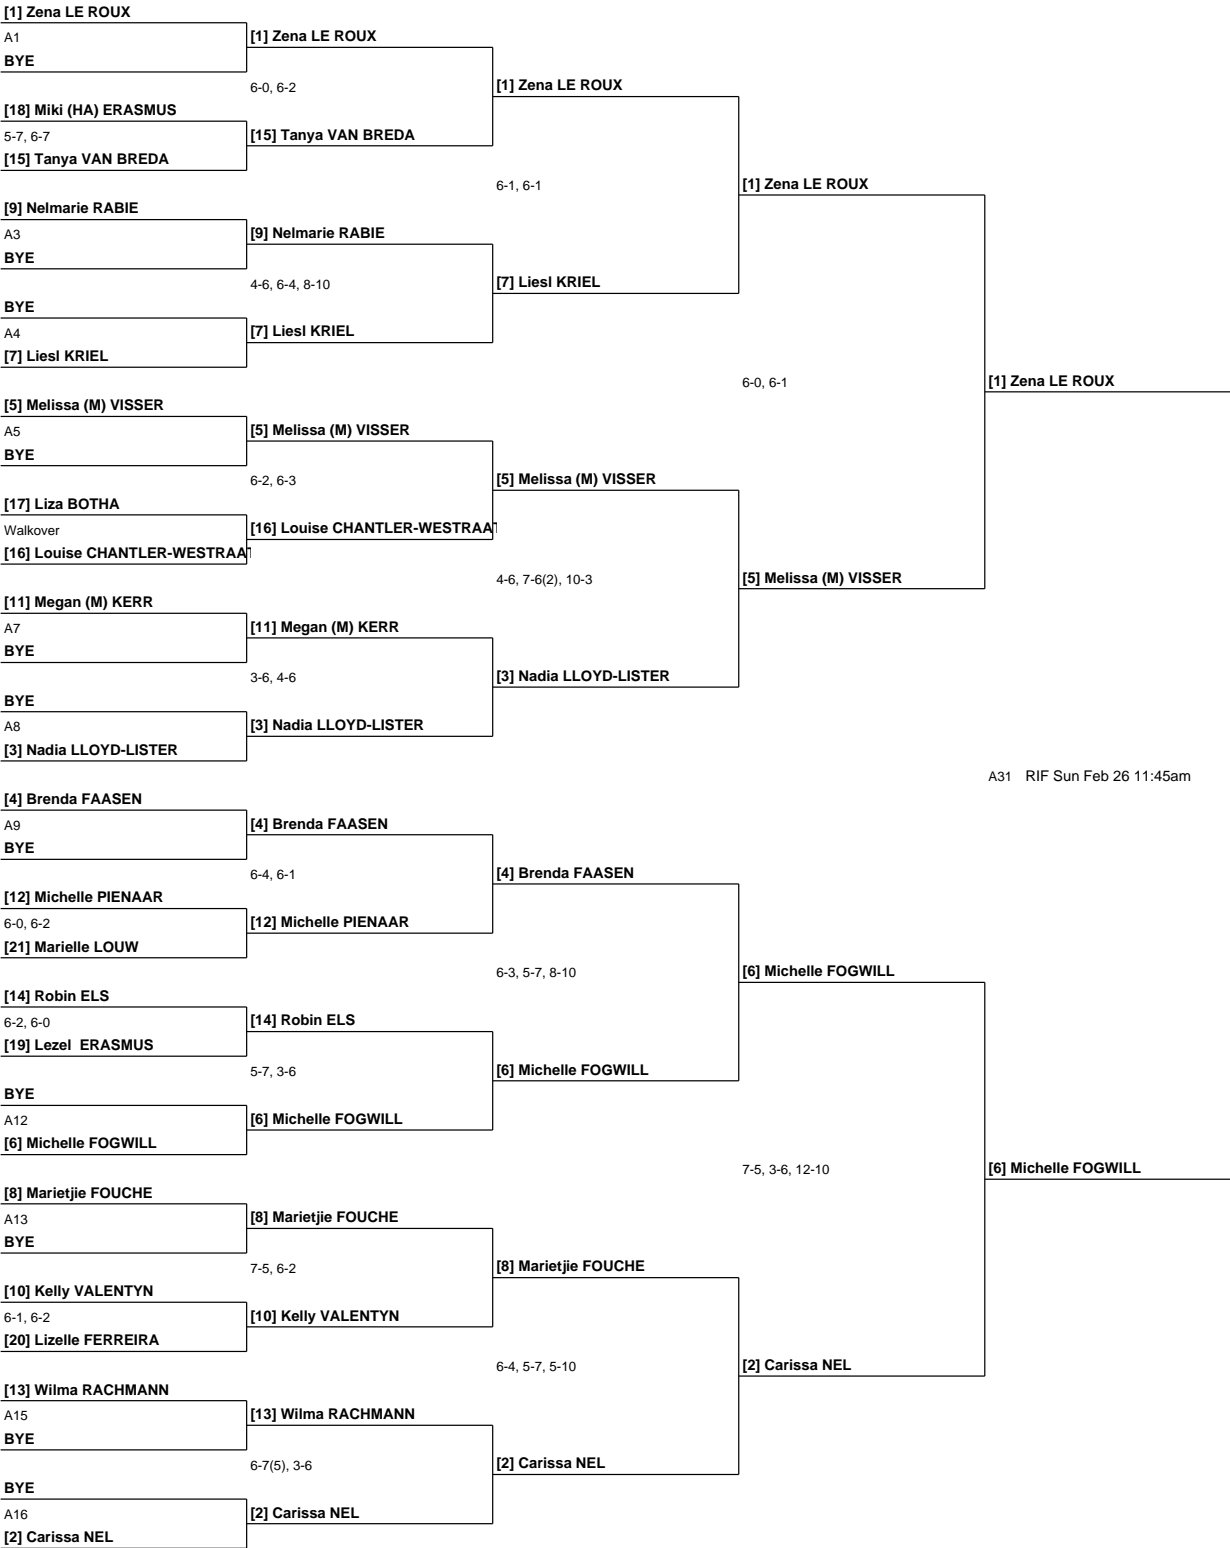 [1] Zena LE ROUX
A1
BYE
[18] Miki (HA) ERASMUS
5-7, 6-7
[15] Tanya VAN BREDA
[9] Nelmarie RABIE
A3
BYE
BYE
A4
[7] Liesl KRIEL
[5] Melissa (M) VISSER
A5
BYE
[17] Liza BOTHA
Walkover
[16] Louise CHANTLER-WESTRAAT
[11] Megan (M) KERR
A7
BYE
BYE
A8
[3] Nadia LLOYD-LISTER
[4] Brenda FAASEN
A9
BYE
[12] Michelle PIENAAR
6-0, 6-2
[21] Marielle LOUW
[14] Robin ELS
6-2, 6-0
[19] Lezel  ERASMUS
BYE
A12
[6] Michelle FOGWILL
[8] Marietjie FOUCHE
A13
BYE
[10] Kelly VALENTYN
6-1, 6-2
[20] Lizelle FERREIRA
[13] Wilma RACHMANN
A15
BYE
BYE
A16
[2] Carissa NEL
[1] Zena LE ROUX
6-0, 6-2
[15] Tanya VAN BREDA
[9] Nelmarie RABIE
4-6, 6-4, 8-10
[7] Liesl KRIEL
[5] Melissa (M) VISSER
6-2, 6-3
[16] Louise CHANTLER-WESTRAAT
[11] Megan (M) KERR
3-6, 4-6
[3] Nadia LLOYD-LISTER
[4] Brenda FAASEN
6-4, 6-1
[12] Michelle PIENAAR
[14] Robin ELS
5-7, 3-6
[6] Michelle FOGWILL
[8] Marietjie FOUCHE
7-5, 6-2
[10] Kelly VALENTYN
[13] Wilma RACHMANN
6-7(5), 3-6
[2] Carissa NEL
[1] Zena LE ROUX
6-1, 6-1
[7] Liesl KRIEL
[5] Melissa (M) VISSER
4-6, 7-6(2), 10-3
[3] Nadia LLOYD-LISTER
[4] Brenda FAASEN
6-3, 5-7, 8-10
[6] Michelle FOGWILL
[8] Marietjie FOUCHE
6-4, 5-7, 5-10
[2] Carissa NEL
[1] Zena LE ROUX
6-0, 6-1
[5] Melissa (M) VISSER
[6] Michelle FOGWILL
7-5, 3-6, 12-10
[2] Carissa NEL
[1] Zena LE ROUX
A31 RIF Sun Feb 26 11:45am
[6] Michelle FOGWILL